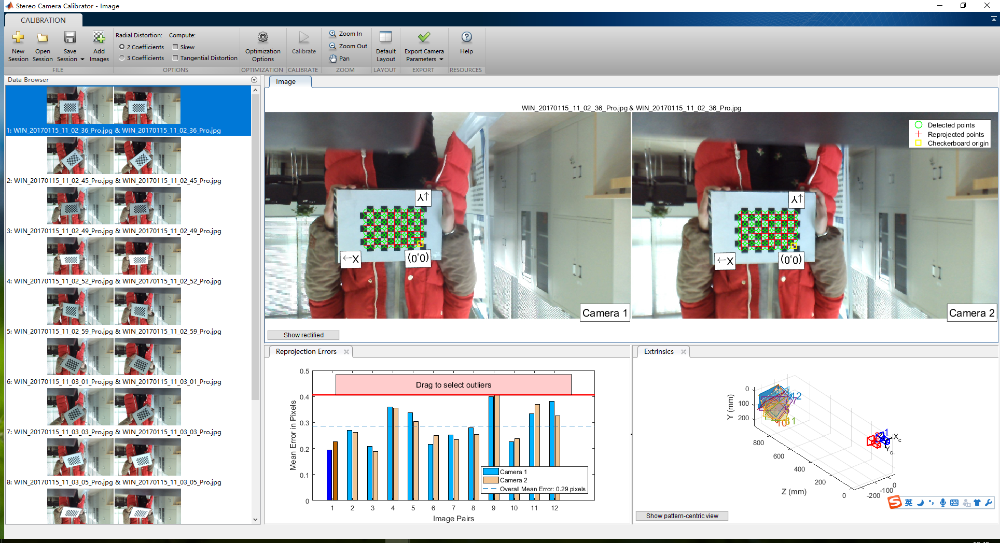 Stereo Camera Calibrator - Image
CALIBRATION
New Session
Open Session
Save Session
Add Images
FILE
Radial Distortion:
2 Coefficients
3 Coefficients
Compute:
Skew
Tangential Distortion
OPTIONS
Optimization Options
OPTIMIZATION
Calibrate
CALIBRATE
Zoom In
Zoom Out
Pan
ZOOM
Default Layout
LAYOUT
Export Camera Parameters
EXPORT
Help
RESOURCES
Data Browser
1: WIN_20170115_11_02_36_Pro.jpg & WIN_20170115_11_02_36_Pro.jpg
2: WIN_20170115_11_02_45_Pro.jpg & WIN_20170115_11_02_45_Pro.jpg
3: WIN_20170115_11_02_49_Pro.jpg & WIN_20170115_11_02_49_Pro.jpg
4: WIN_20170115_11_02_52_Pro.jpg & WIN_20170115_11_02_52_Pro.jpg
5: WIN_20170115_11_02_59_Pro.jpg & WIN_20170115_11_02_59_Pro.jpg
6: WIN_20170115_11_03_01_Pro.jpg & WIN_20170115_11_03_01_Pro.jpg
7: WIN_20170115_11_03_03_Pro.jpg & WIN_20170115_11_03_03_Pro.jpg
8: WIN_20170115_11_03_05_Pro.jpg & WIN_20170115_11_03_05_Pro.jpg
Image
WIN_20170115_11_02_36_Pro.jpg & WIN_20170115_11_02_36_Pro.jpg
Y→
←X
(0,0)
Camera 1
Y→
←X
(0,0)
Camera 2
Detected points
Reprojected points
Checkerboard origin
Show rectified
Reprojection Errors
Mean Error in Pixels
0.5
0.4
0.3
0.2
0.1
0
Drag to select outliers
Camera 1
Camera 2
Overall Mean Error: 0.29 pixels
1 2 3 4 5 6 7 8 9 10 11 12
Image Pairs
Extrinsics
Y (mm)
0
100
200
800
600
400
200
0
Z (mm)
-200
-100
0
12
7
10
11
1
Xc
Yc
Show pattern-centric view
英